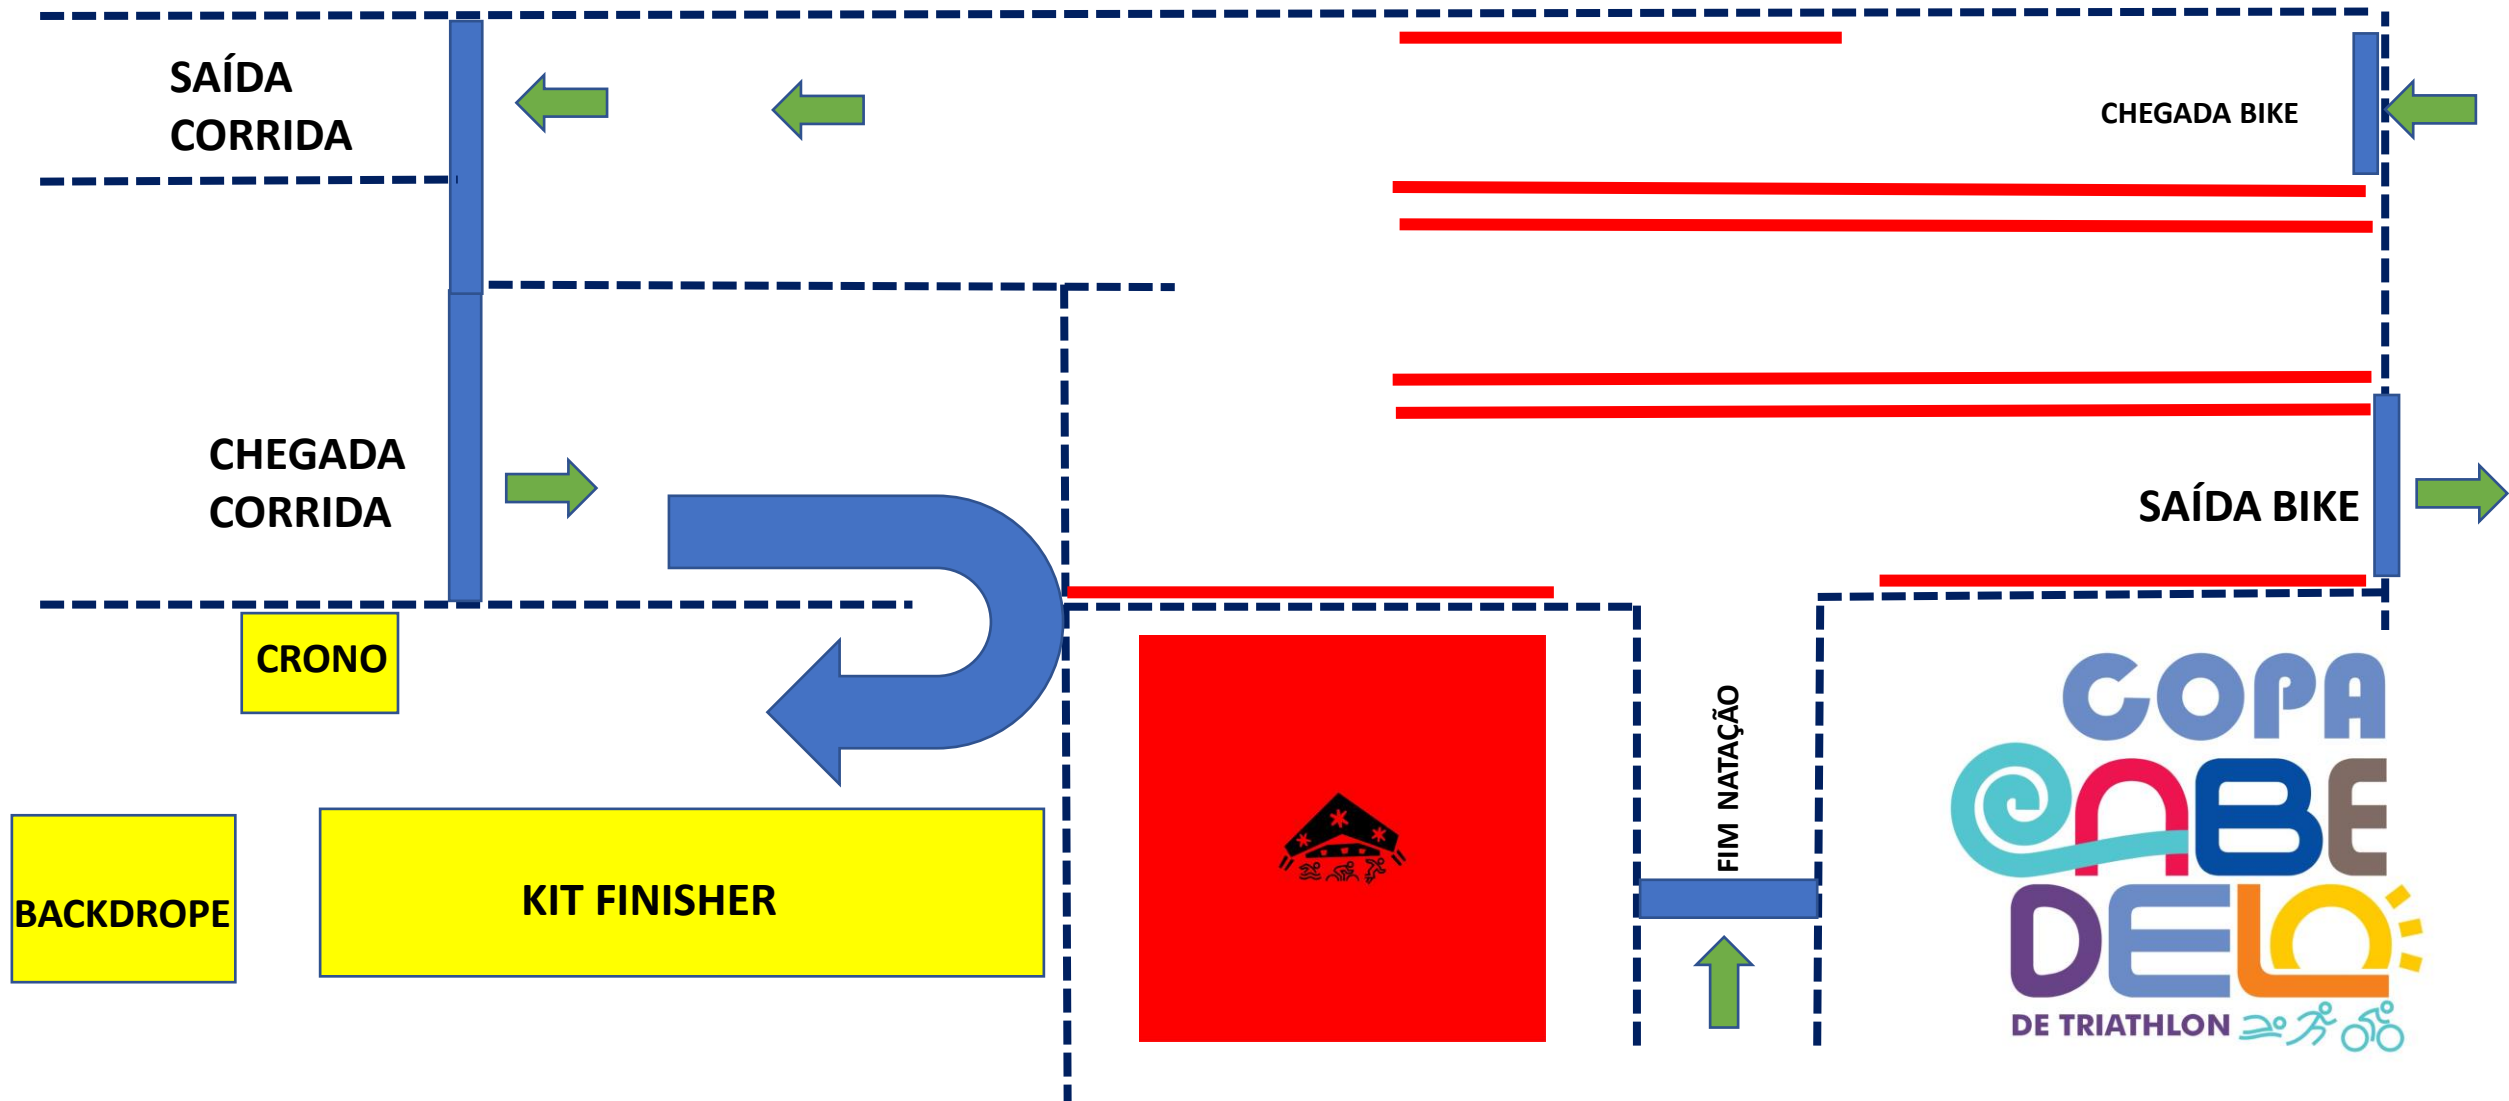 SAÍDA
CORRIDA
CHEGADA BIKE
CHEGADA
CORRIDA
SAÍDA BIKE
CRONO
FIM NATAÇÃO
BACKDROPE
KIT FINISHER
COPA
CABE
DELO
DE TRIATHLON